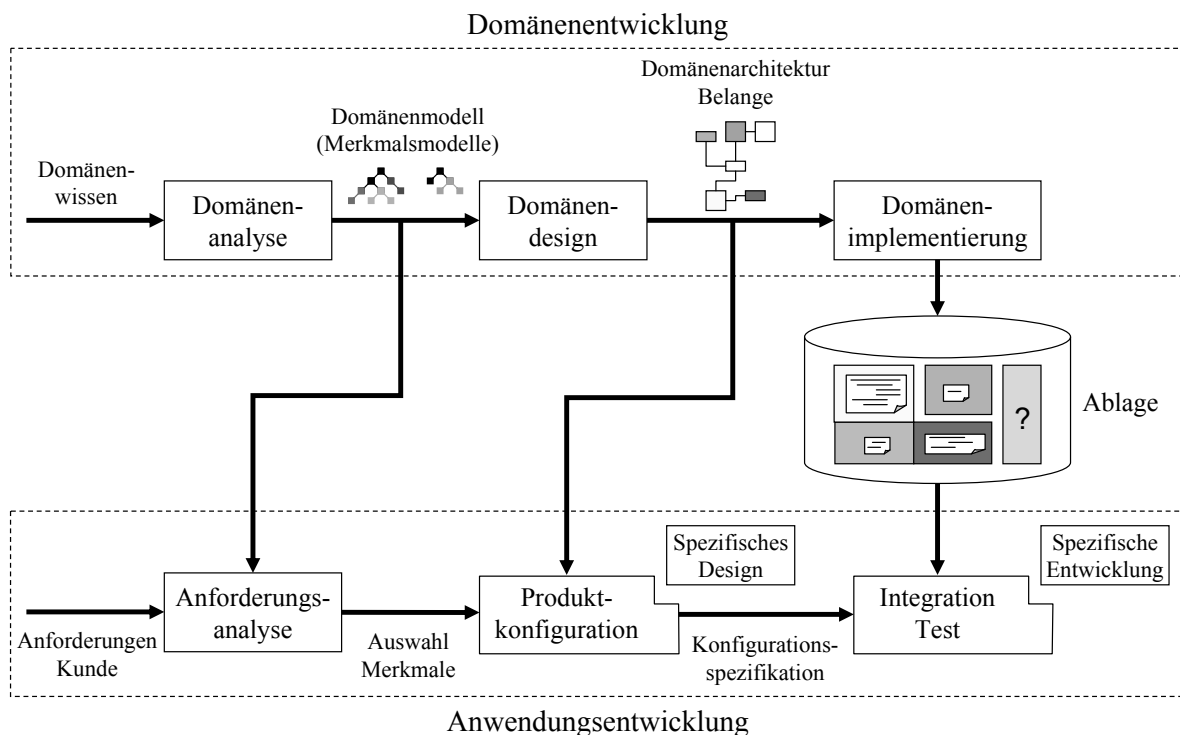 Domänenentwicklung
Domänenarchitektur
Belange
Domänenmodell
(Merkmalsmodelle)
Domänen-
wissen
Domänen-
analyse
Domänen-
design
Domänen-
implementierung
?
Ablage
Spezifisches
Design
Spezifische
Entwicklung
Anforderungen
Kunde
Anforderungs-
analyse
Auswahl
Merkmale
Produkt-
konfiguration
Konfigurations-
spezifikation
Integration
Test
Anwendungsentwicklung